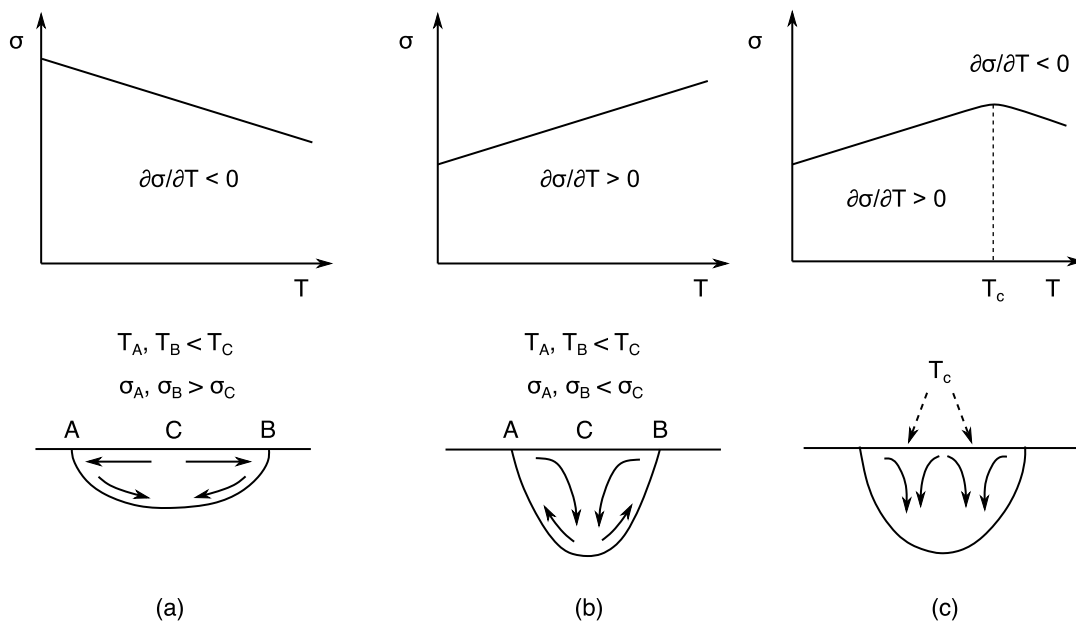 σ
∂σ/∂T < 0
T
T_A, T_B < T_C
σ_A, σ_B > σ_C
A C B
(a)
σ
∂σ/∂T > 0
T
T_A, T_B < T_C
σ_A, σ_B < σ_C
A C B
(b)
σ
∂σ/∂T < 0
∂σ/∂T > 0
T_c T
T_c
(c)